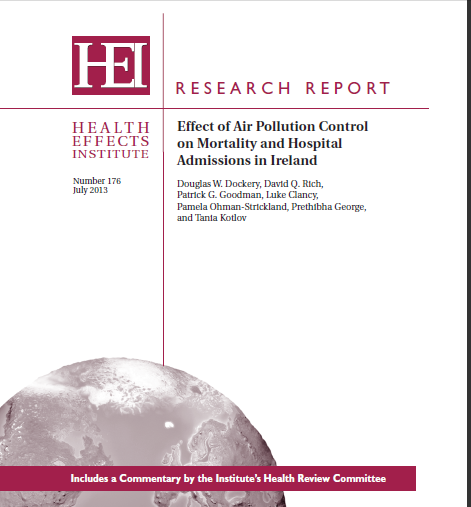 HEI
RESEARCH REPORT
HEALTH
EFFECTS
INSTITUTE
Number 176
July 2013
Effect of Air Pollution Control
on Mortality and Hospital
Admissions in Ireland
Douglas W. Dockery, David Q. Rich,
Patrick G. Goodman, Luke Clancy,
Pamela Ohman-Strickland, Prethibha George,
and Tania Kotlov
Includes a Commentary by the Institute's Health Review Committee